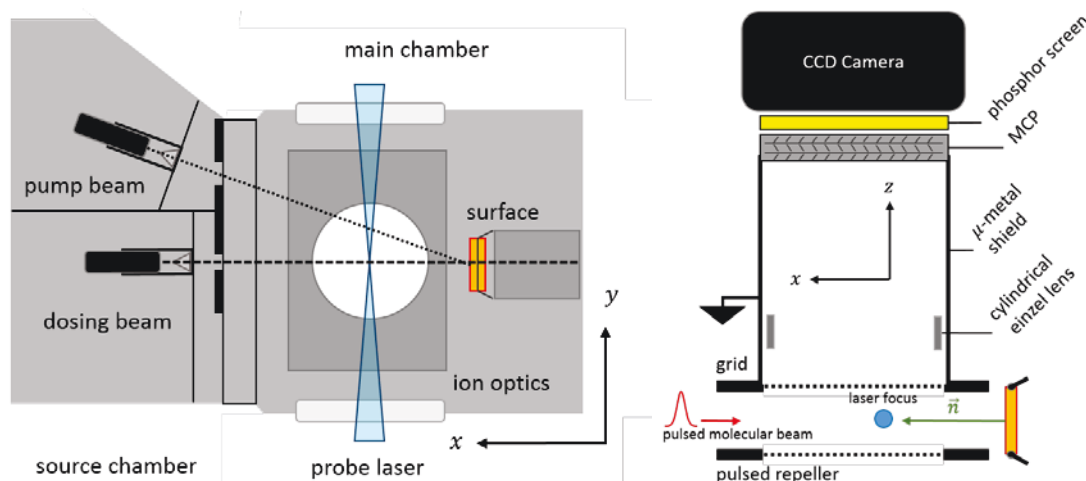 main chamber
pump beam
surface
dosing beam
y
ion optics
x
source chamber
probe laser
CCD Camera
phosphor screen
MCP
z
μ-metal
shield
x
cylindrical
einzel lens
grid
laser focus
n
pulsed molecular beam
pulsed repeller